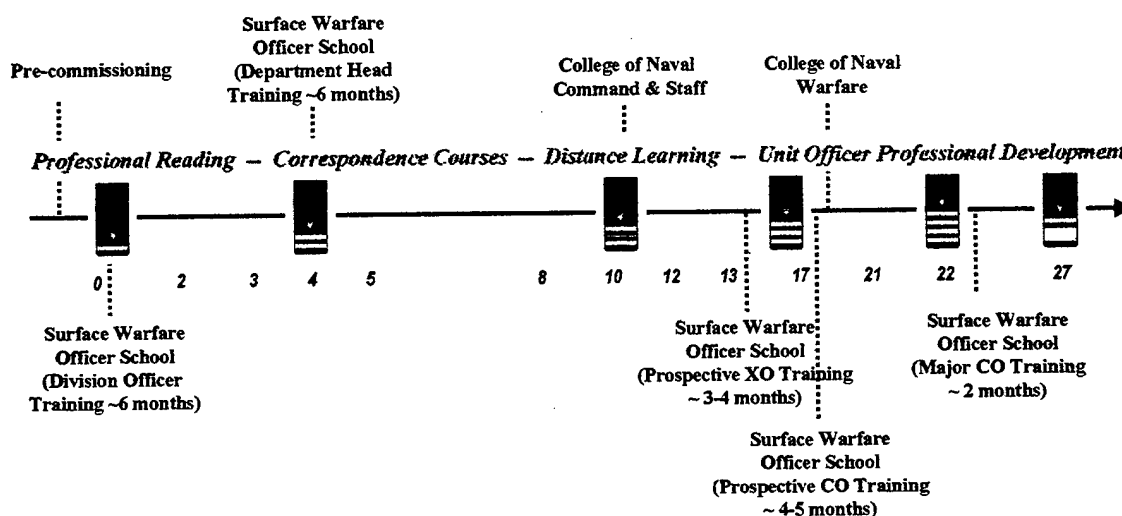 Pre-commissioning
Surface Warfare
Officer School
(Department Head
Training ~6 months)
College of Naval
Command & Staff
College of Naval
Warfare
Professional Reading – Correspondence Courses – Distance Learning – Unit Officer Professional Development
0 2 3 4 5 8 10 12 13 17 21 22 27
Surface Warfare
Officer School
(Division Officer
Training ~6 months)
Surface Warfare
Officer School
(Prospective XO Training
~ 3-4 months)
Surface Warfare
Officer School
(Prospective CO Training
~ 4-5 months)
Surface Warfare
Officer School
(Major CO Training
~ 2 months)